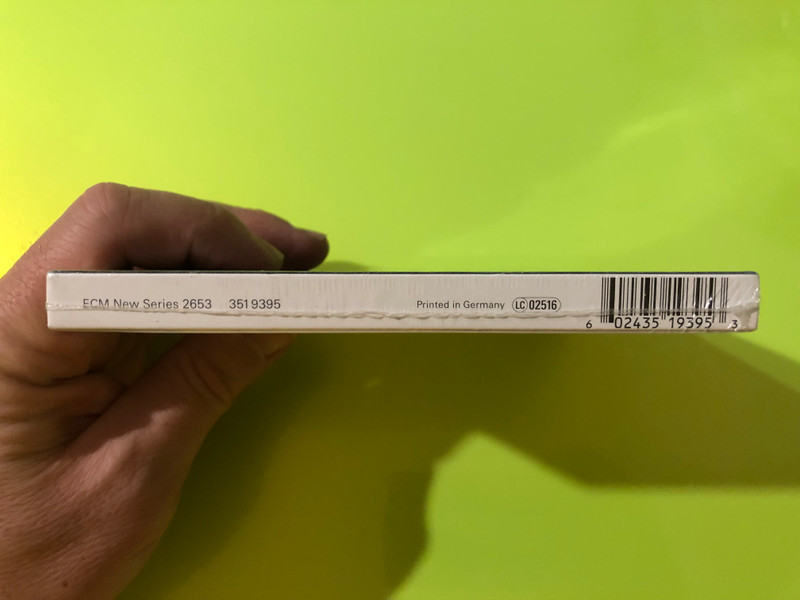 ECM New Series 2653 351 9395 Printed in Germany LC 02516
6 02435 19395 3